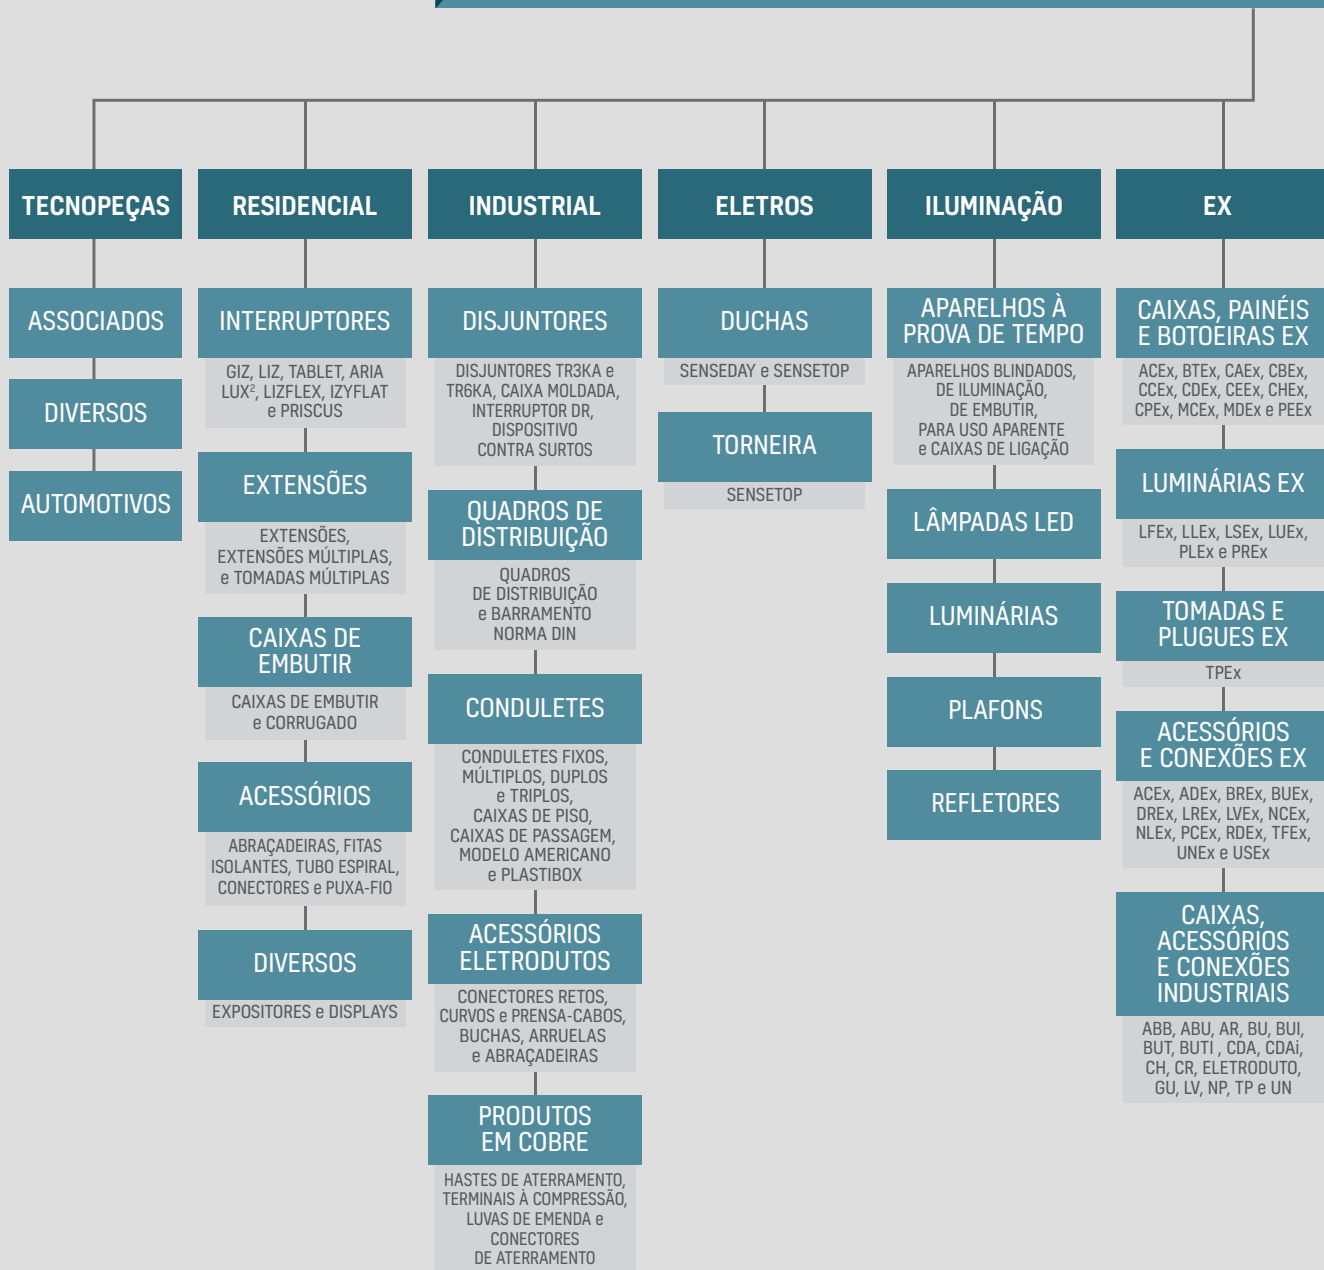 TECNOPEÇAS
ASSOCIADOS
DIVERSOS
AUTOMOTIVOS
RESIDENCIAL
INTERRUPTORES
GIZ, LIZ, TABLET, ARIA
LUX², LIZFLEX, IZYFLAT
e PRISCUS
EXTENSÕES
EXTENSÕES,
EXTENSÕES MÚLTIPLAS,
e TOMADAS MÚLTIPLAS
CAIXAS DE
EMBUTIR
CAIXAS DE EMBUTIR
e CORRUGADO
ACESSÓRIOS
ABRAÇADEIRAS, FITAS
ISOLANTES, TUBO ESPIRAL,
CONECTORES e PUXA-FIO
DIVERSOS
EXPOSITORES e DISPLAYS
INDUSTRIAL
DISJUNTORES
DISJUNTORES TR3KA e
TR6KA, CAIXA MOLDADA,
INTERRUPTOR DR,
DISPOSITIVO
CONTRA SURTOS
QUADROS DE
DISTRIBUIÇÃO
QUADROS
DE DISTRIBUIÇÃO
e BARRAMENTO
NORMA DIN
CONDULETES
CONDULETES FIXOS,
MÚLTIPLOS, DUPLOS
e TRIPLOS,
CAIXAS DE PISO,
CAIXAS DE PASSAGEM,
MODELO AMERICANO
e PLASTIBOX
ACESSÓRIOS
ELETRODUTOS
CONECTORES RETOS,
CURVOS e PRENSA-CABOS,
BUCHAS, ARRUELAS
e ABRAÇADEIRAS
PRODUTOS
EM COBRE
HASTES DE ATERRAMENTO,
TERMINAIS À COMPRESSÃO,
LUVAS DE EMENDA e
CONECTORES
DE ATERRAMENTO
ELETROS
DUCHAS
SENSEDAY e SENSETOP
TORNEIRA
SENSETOP
ILUMINAÇÃO
APARELHOS À
PROVA DE TEMPO
APARELHOS BLINDADOS,
DE ILUMINAÇÃO,
DE EMBUTIR,
PARA USO APARENTE
e CAIXAS DE LIGAÇÃO
LÂMPADAS LED
LUMINÁRIAS
PLAFONS
REFLETORES
EX
CAIXAS, PAINÉIS
E BOTOEIRAS EX
ACEx, BTEx, CAEx, CBEx,
CCEx, CDEx, CEEx, CHEx,
CPEx, MCEx, MDEx e PEEx
LUMINÁRIAS EX
LFEx, LLEx, LSEx, LUEx,
PLEx e PREx
TOMADAS E
PLUGUES EX
TPEx
ACESSÓRIOS
E CONEXÕES EX
ACEx, ADEx, BREx, BUEx,
DREx, LREx, LVEx, NCEx,
NLEx, PCEx, RDEx, TFEx,
UNEx e USEx
CAIXAS,
ACESSÓRIOS
E CONEXÕES
INDUSTRIAIS
ABB, ABU, AR, BU, BUI,
BUT, BUTI , CDA, CDAi,
CH, CR, ELETRODUTO,
GU, LV, NP, TP e UN